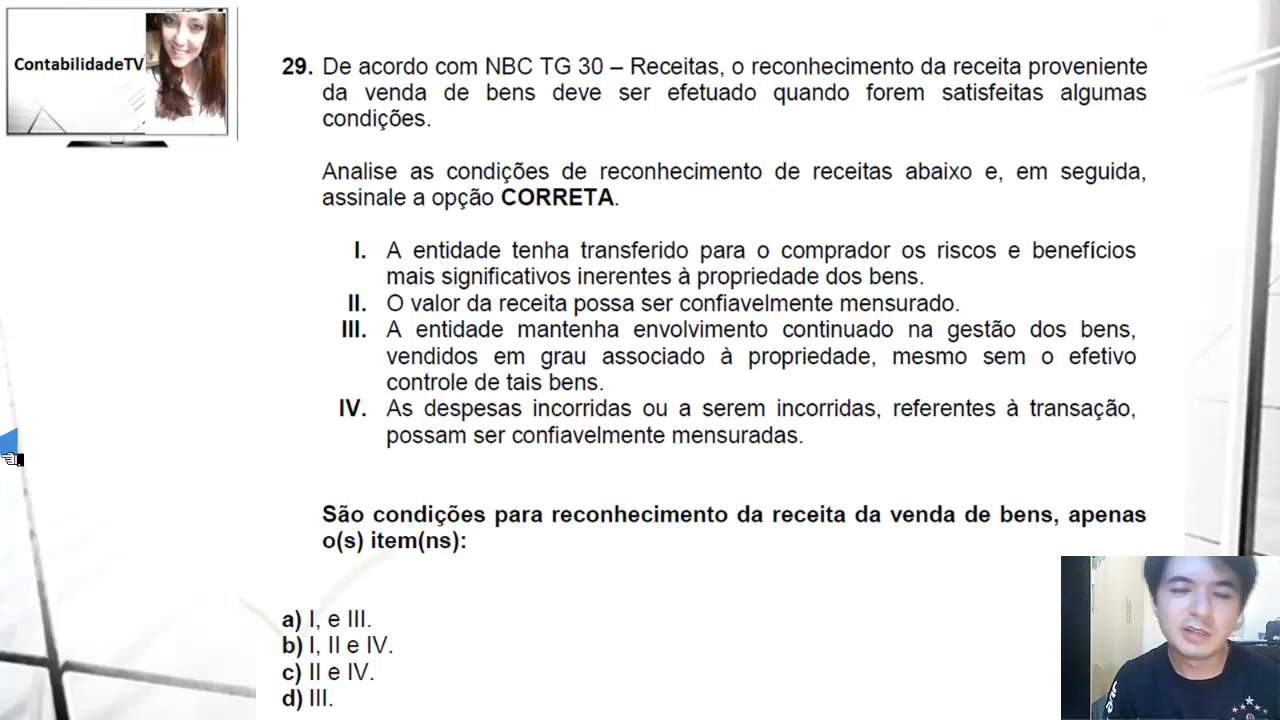 ContabilidadeTV
29. De acordo com NBC TG 30 – Receitas, o reconhecimento da receita proveniente
da venda de bens deve ser efetuado quando forem satisfeitas algumas
condições.
Analise as condições de reconhecimento de receitas abaixo e, em seguida,
assinale a opção CORRETA.
I. A entidade tenha transferido para o comprador os riscos e benefícios
mais significativos inerentes à propriedade dos bens.
II. O valor da receita possa ser confiavelmente mensurado.
III. A entidade mantenha envolvimento continuado na gestão dos bens,
vendidos em grau associado à propriedade, mesmo sem o efetivo
controle de tais bens.
IV. As despesas incorridas ou a serem incorridas, referentes à transação,
possam ser confiavelmente mensuradas.
São condições para reconhecimento da receita da venda de bens, apenas
o(s) item(ns):
a) I, e III.
b) I, II e IV.
c) II e IV.
d) III.